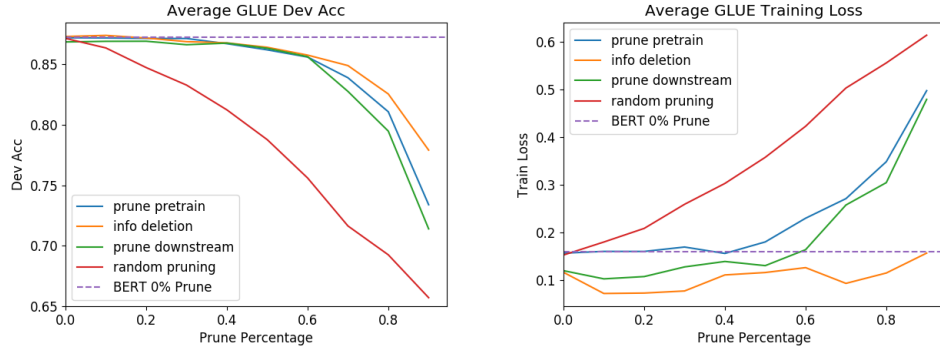 Average GLUE Dev Acc
Dev Acc
0.85
0.80
0.75
0.70
0.65
prune pretrain
info deletion
prune downstream
random pruning
BERT 0% Prune
0.0
0.2
0.4
0.6
0.8
Prune Percentage
Average GLUE Training Loss
Train Loss
0.6
0.5
0.4
0.3
0.2
0.1
prune pretrain
info deletion
prune downstream
random pruning
BERT 0% Prune
0.0
0.2
0.4
0.6
0.8
Prune Percentage